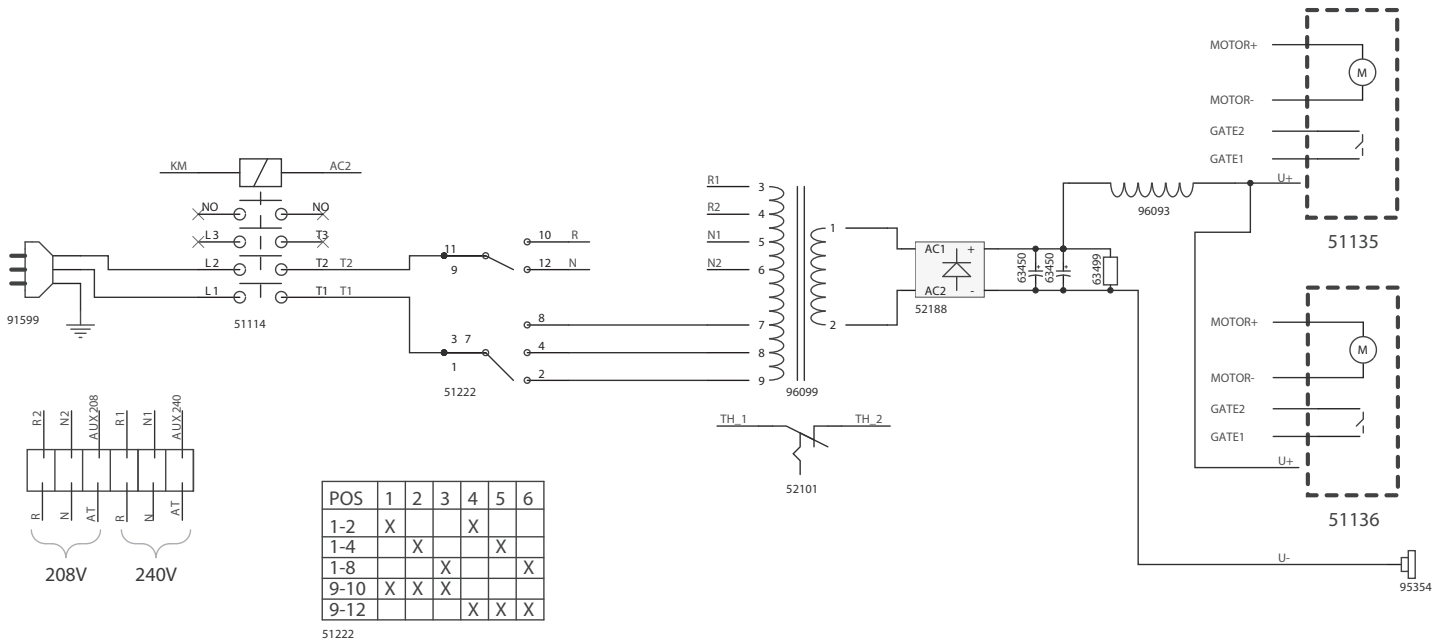 MOTOR+
M
MOTOR-
GATE2
GATE1
U+
51135
KM
AC2
NO
NO
L3
T3
L2
T2
T2
L1
T1
T1
91599
51114
11
9
10
R
12
N
3
7
1
8
4
2
51222
R1
3
R2
4
N1
5
N2
6
7
8
9
1
2
96099
AC1
+
AC2
-
52188
63450
+
63450
+
63499
96093
MOTOR+
M
MOTOR-
GATE2
GATE1
U+
51136
U-
95354
TH_1
TH_2
52101
R2
N2
AUX208
R1
N1
AUX240
R
N
AT
R
N
AT
208V
240V
POS 1 2 3 4 5 6
1-2 X X
1-4 X X
1-8 X X
9-10 X X X
9-12 X X X
51222